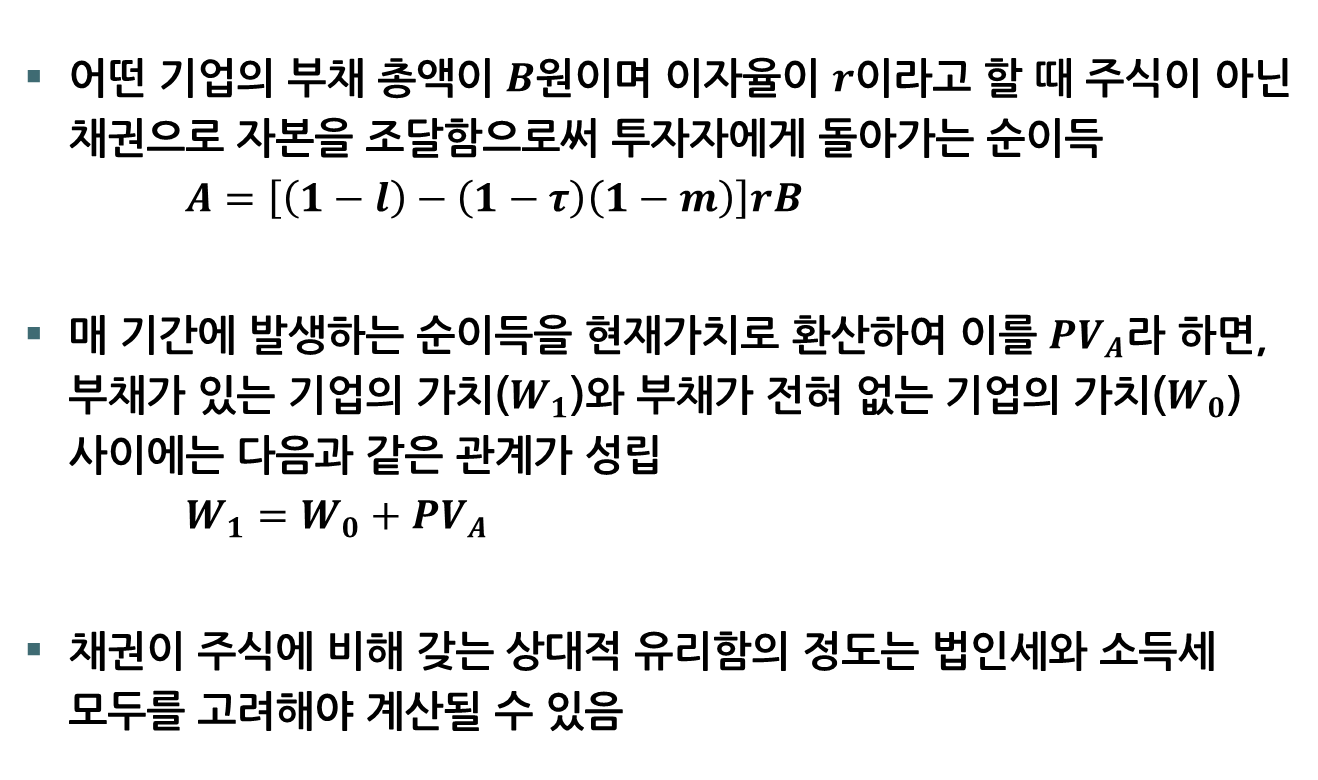 ▪ 어떤 기업의 부채 총액이 B원이며 이자율이 r이라고 할 때 주식이 아닌
채권으로 자본을 조달함으로써 투자자에게 돌아가는 순이득
A = [(1 − l) − (1 − τ)(1 − m)]rB
▪ 매 기간에 발생하는 순이득을 현재가치로 환산하여 이를 PV_A라 하면,
부채가 있는 기업의 가치(W_1)와 부채가 전혀 없는 기업의 가치(W_0)
사이에는 다음과 같은 관계가 성립
W_1 = W_0 + PV_A
▪ 채권이 주식에 비해 갖는 상대적 유리함의 정도는 법인세와 소득세
모두를 고려해야 계산될 수 있음